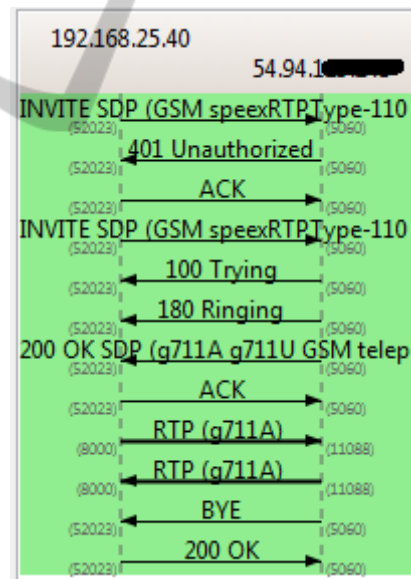 192.168.25.40
54.94.1
INVITE SDP (GSM speexRTPType-110
(52023) (5060)
401 Unauthorized
(52023) (5060)
ACK
(52023) (5060)
INVITE SDP (GSM speexRTPType-110
(52023) (5060)
100 Trying
(52023) (5060)
180 Ringing
(52023) (5060)
200 OK SDP (g711A g711U GSM telep
(52023) (5060)
ACK
(52023) (5060)
RTP (g711A)
(8000) (11088)
RTP (g711A)
(8000) (11088)
BYE
(52023) (5060)
200 OK
(52023) (5060)